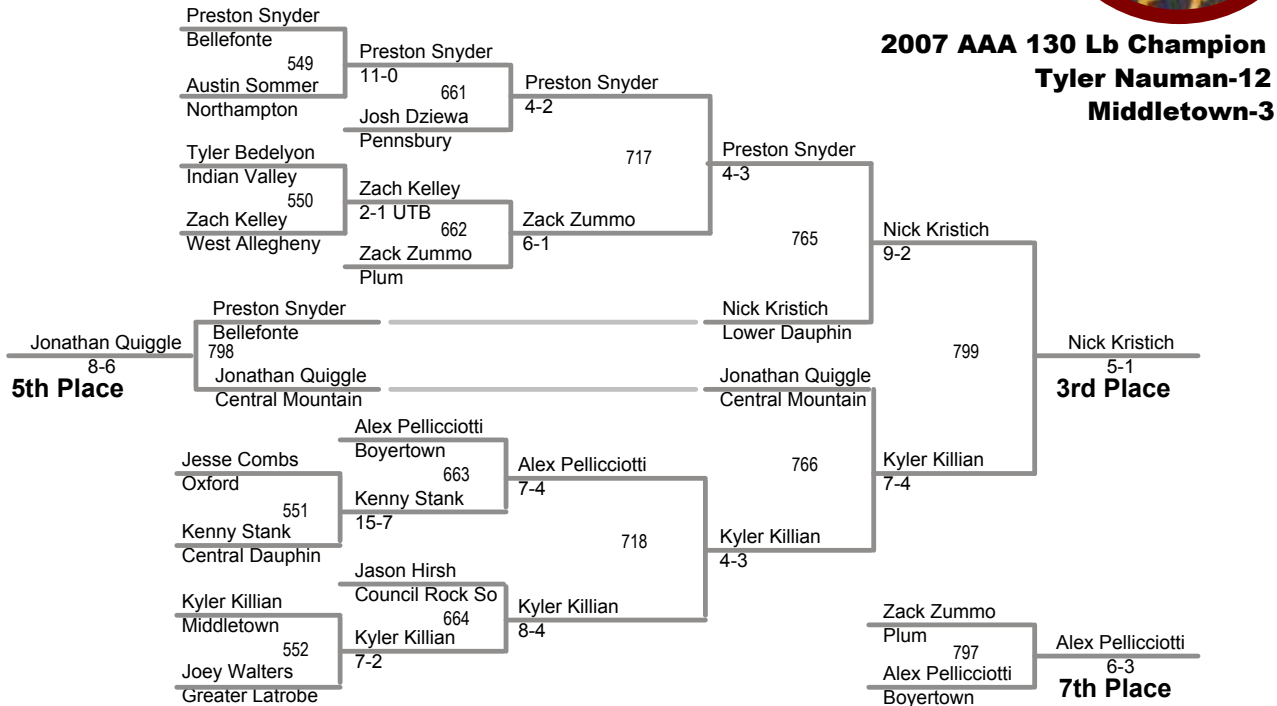 2007 AAA 130 Lb Champion
Tyler Nauman-12
Middletown-3
Preston Snyder
Bellefonte
549
Austin Sommer
Northampton
Preston Snyder
11-0
661
Josh Dziewa
Pennsbury
Preston Snyder
4-2
Tyler Bedelyon
Indian Valley
550
Zach Kelley
West Allegheny
Zach Kelley
2-1 UTB
662
Zack Zummo
Plum
Zack Zummo
6-1
717
Preston Snyder
4-3
765
Nick Kristich
Lower Dauphin
Nick Kristich
9-2
Preston Snyder
Bellefonte
798
Jonathan Quiggle
Central Mountain
Jonathan Quiggle
8-6
5th Place
Jonathan Quiggle
Central Mountain
799
Nick Kristich
5-1
3rd Place
Alex Pellicciotti
Boyertown
663
Jesse Combs
Oxford
551
Kenny Stank
Central Dauphin
Kenny Stank
15-7
Alex Pellicciotti
7-4
766
Kyler Killian
7-4
718
Kyler Killian
4-3
Jason Hirsh
Council Rock So
664
Kyler Killian
Middletown
552
Joey Walters
Greater Latrobe
Kyler Killian
7-2
Kyler Killian
8-4
Zack Zummo
Plum
797
Alex Pellicciotti
Boyertown
Alex Pellicciotti
6-3
7th Place